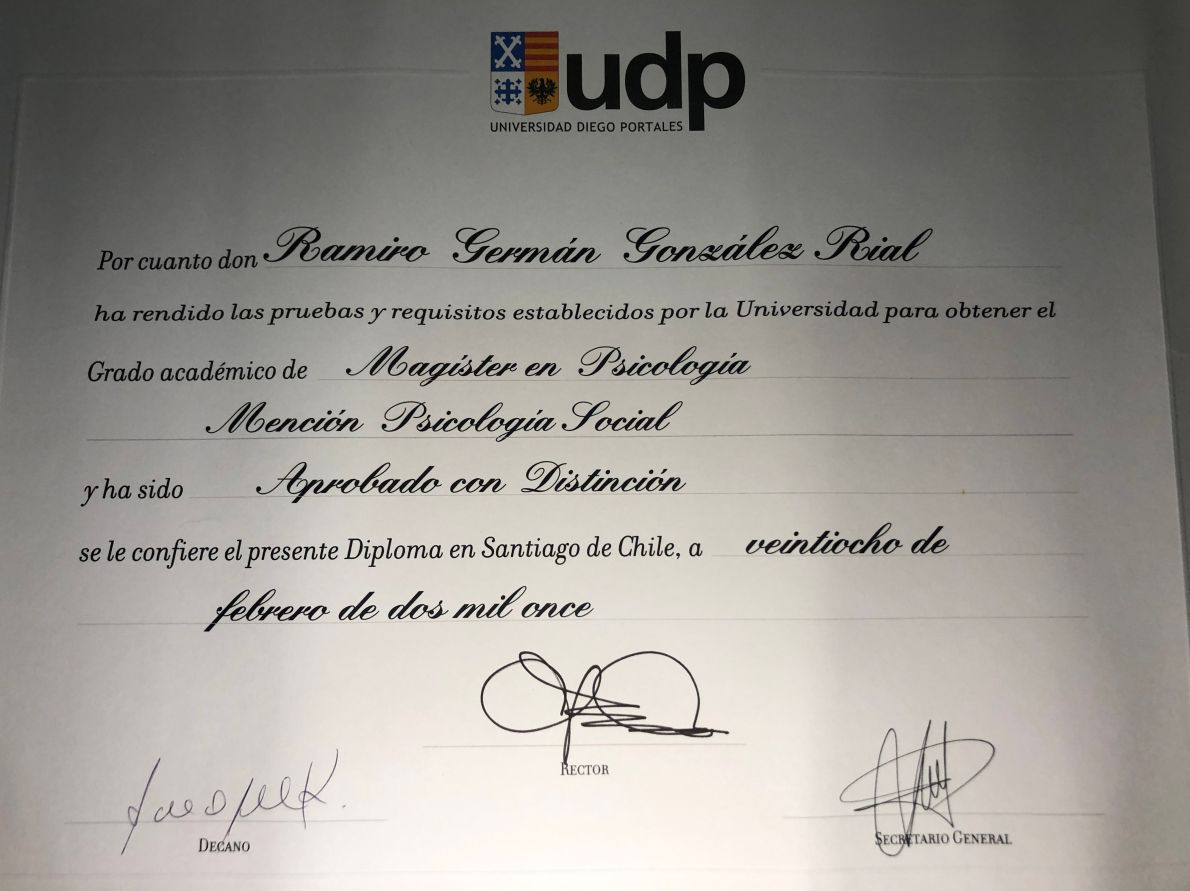 udp
UNIVERSIDAD DIEGO PORTALES
Por cuanto don Ramiro Germán González Rial
ha rendido las pruebas y requisitos establecidos por la Universidad para obtener el
Grado académico de Magíster en Psicología
Mención Psicología Social
y ha sido Aprobado con Distinción
se le confiere el presente Diploma en Santiago de Chile, a veintiocho de
febrero de dos mil once
RECTOR
DECANO
SECRETARIO GENERAL